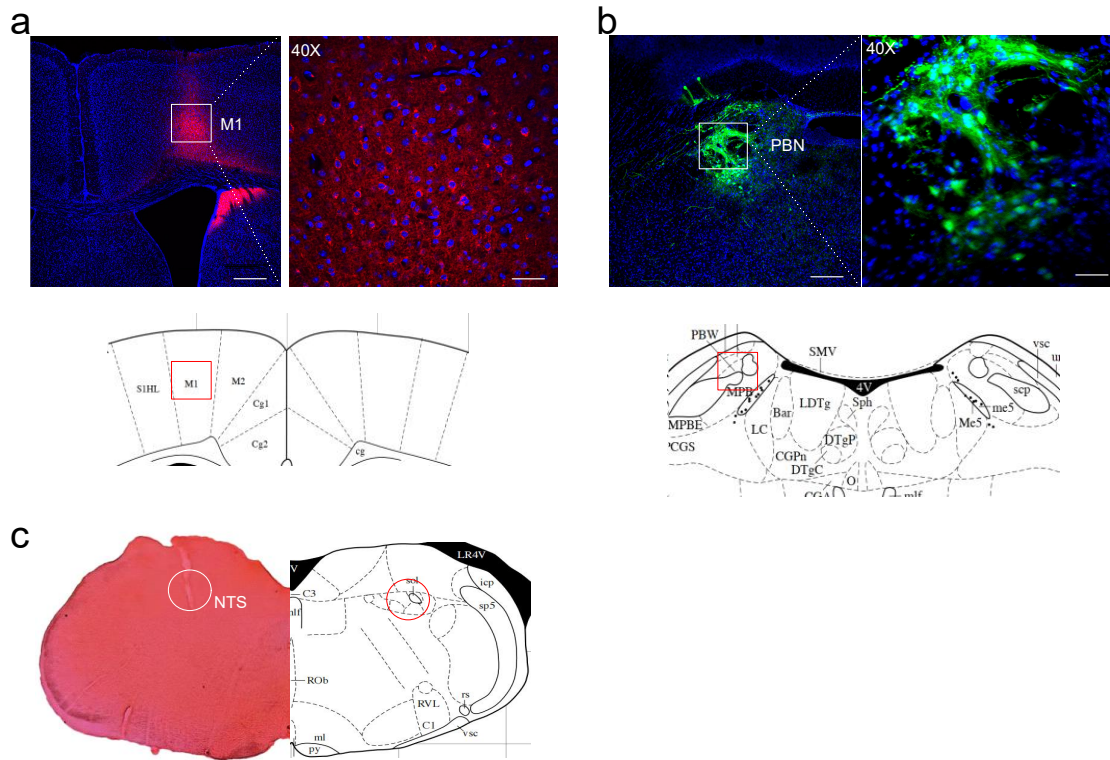 a
40X
M1
S1HL
M1
M2
Cg1
Cg2
cg
b
40X
PBN
PBW
SMV
vsc
4V
MPB
scp
LDTg
Sph
Bar
me5
Me5
MPBE
LC
DTgP
CGPn
DTgC
O
mlf
c
NTS
LR4V
V
C3
sol
icp
sp5
ROb
RVL
rs
C1
vsc
ml
py